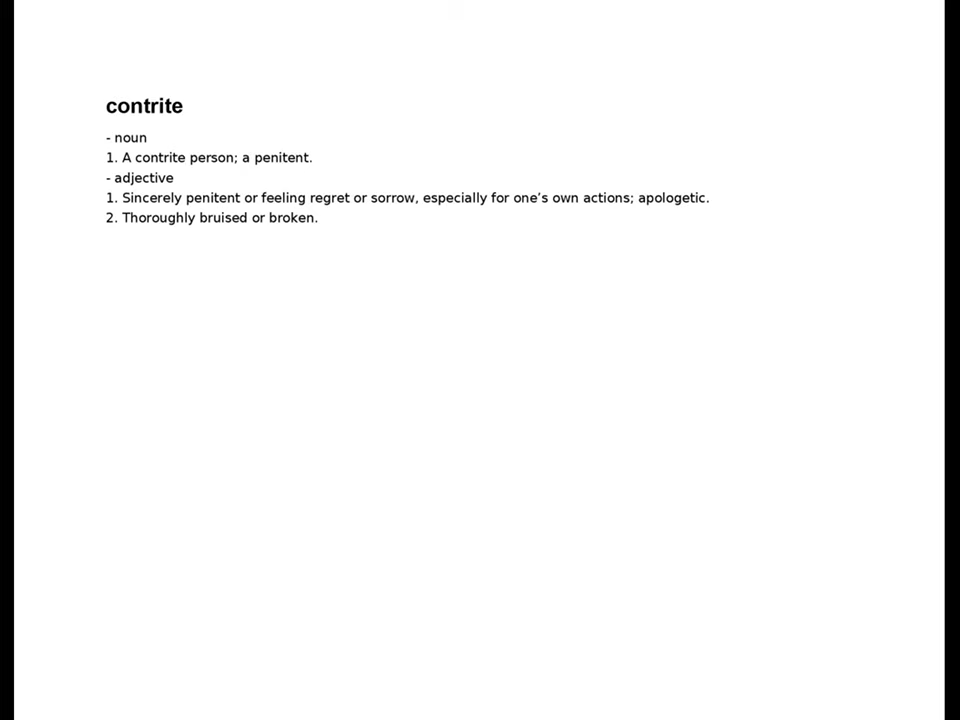 contrite
- noun
1. A contrite person; a penitent.
- adjective
1. Sincerely penitent or feeling regret or sorrow, especially for one’s own actions; apologetic.
2. Thoroughly bruised or broken.